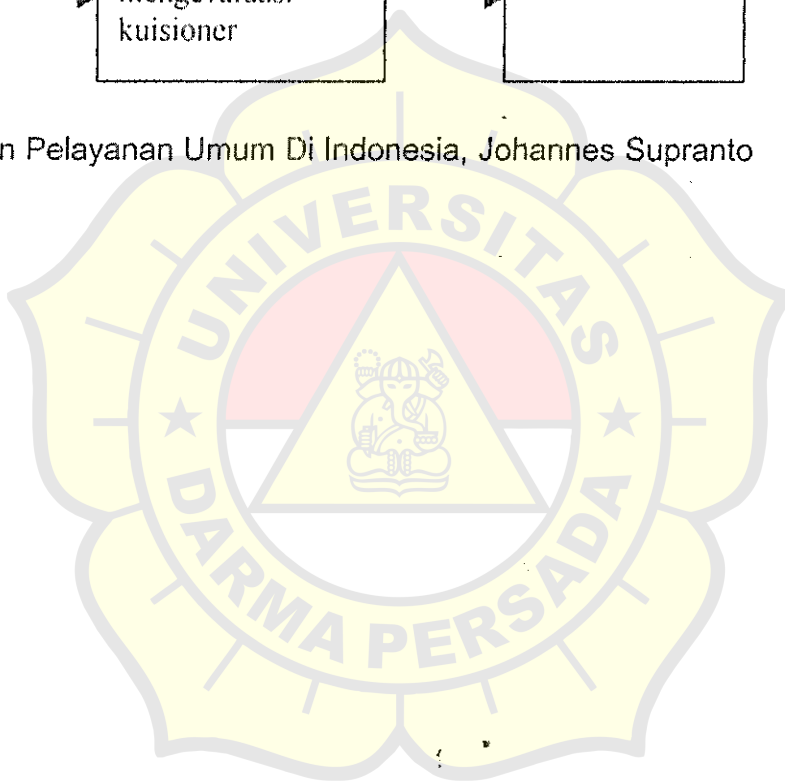 kuisioner
n Pelayanan Umum Di Indonesia, Johannes Supranto
UNIVERSITAS
DARMA PERSADA